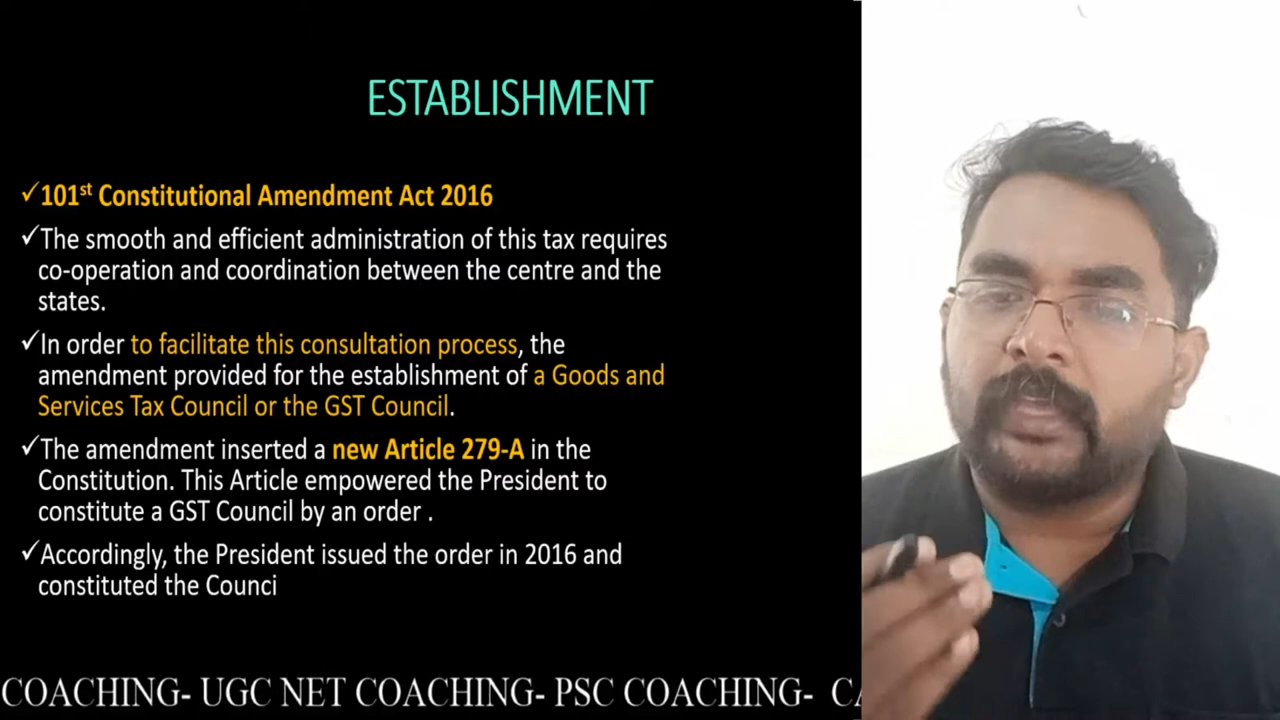 ESTABLISHMENT
✓101st Constitutional Amendment Act 2016
✓The smooth and efficient administration of this tax requires
co-operation and coordination between the centre and the
states.
✓In order to facilitate this consultation process, the
amendment provided for the establishment of a Goods and
Services Tax Council or the GST Council.
✓The amendment inserted a new Article 279-A in the
Constitution. This Article empowered the President to
constitute a GST Council by an order .
✓Accordingly, the President issued the order in 2016 and
constituted the Counci
COACHING- UGC NET COACHING- PSC COACHING-